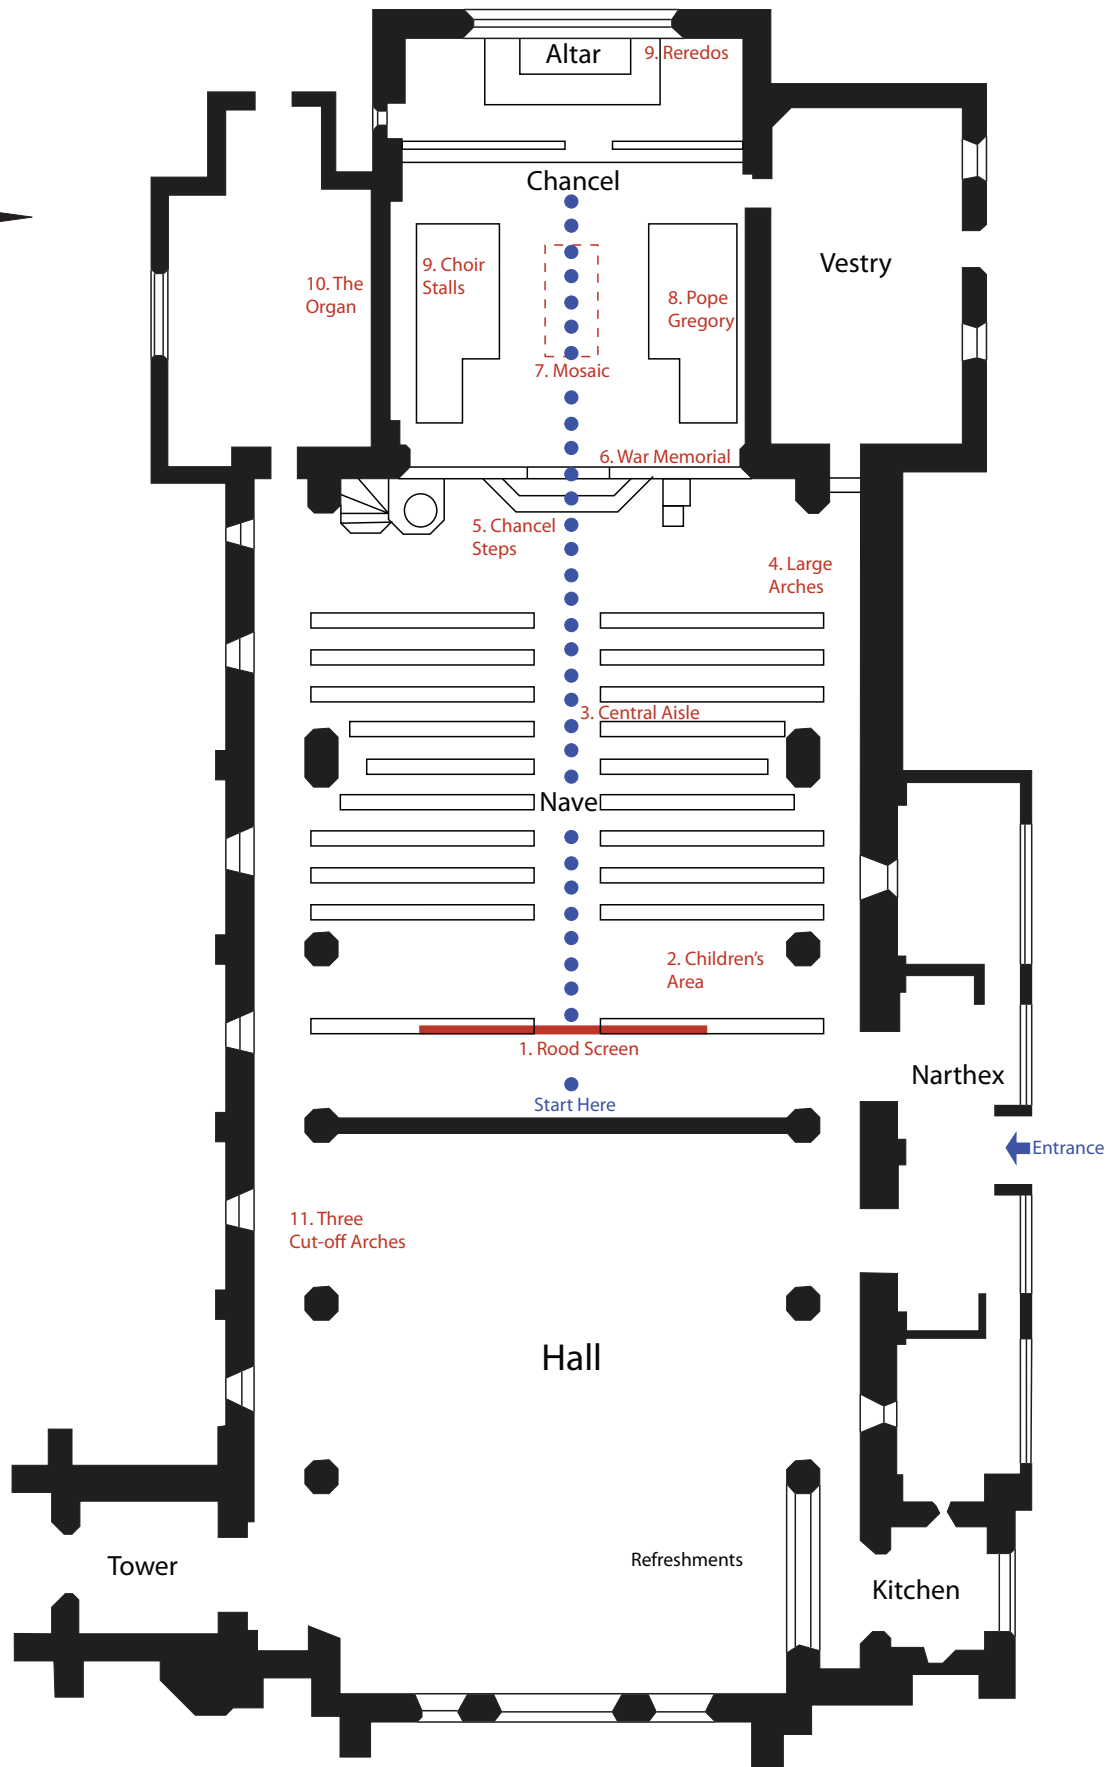 Altar
9. Reredos
Chancel
9. Choir
Stalls
Vestry
10. The
Organ
8. Pope
Gregory
7. Mosaic
6. War Memorial
5. Chancel
Steps
4. Large
Arches
3. Central Aisle
Nave
2. Children’s
Area
1. Rood Screen
Narthex
Start Here
Entrance
11. Three
Cut-off Arches
Hall
Refreshments
Tower
Kitchen